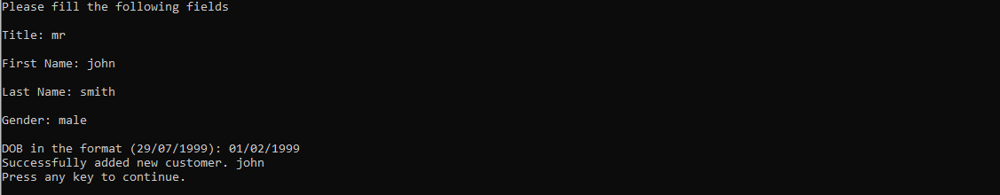 Please fill the following fields
Title: mr
First Name: john
Last Name: smith
Gender: male
DOB in the format (29/07/1999): 01/02/1999
Successfully added new customer. john
Press any key to continue.